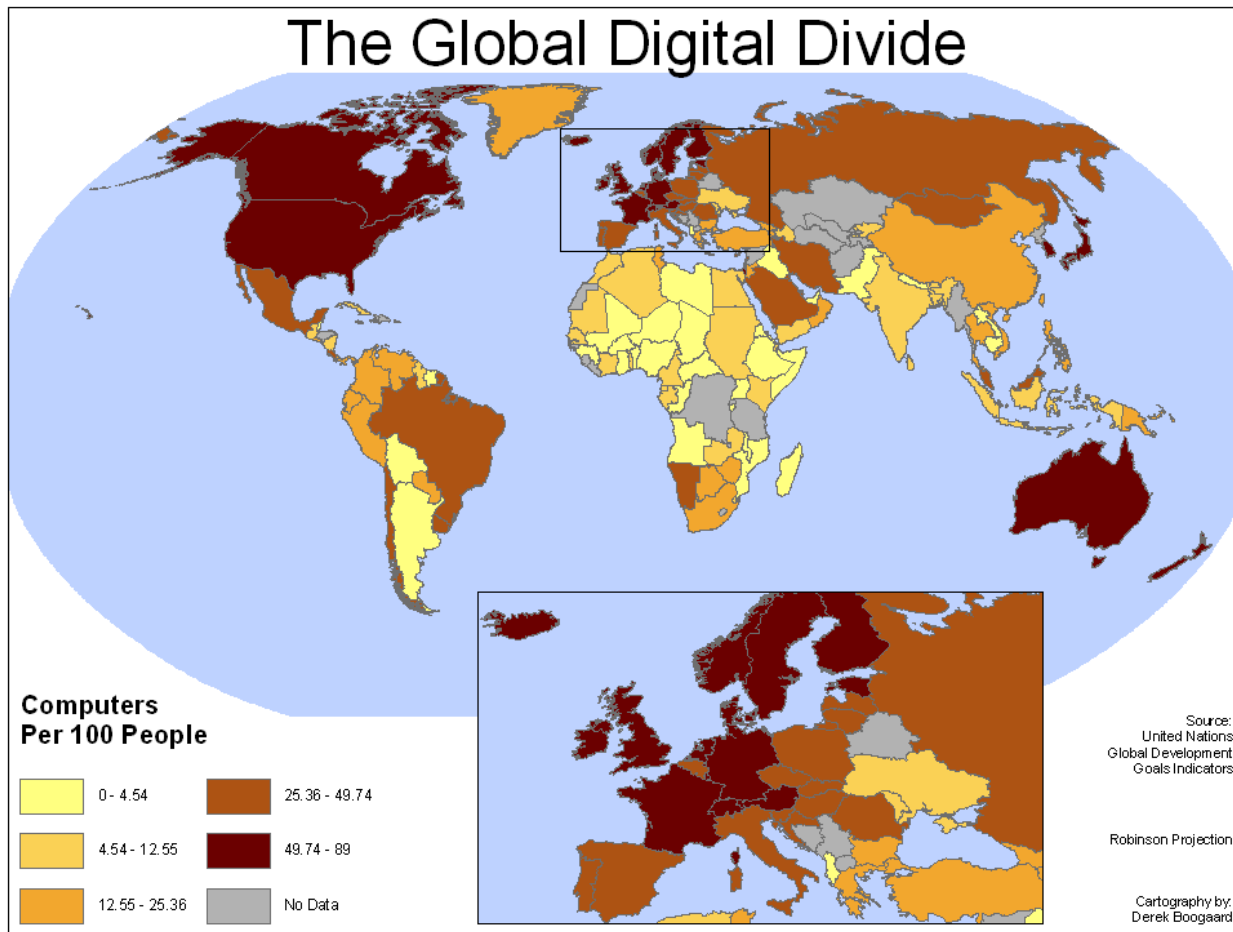 The Global Digital Divide
Computers
Per 100 People
0 - 4.54
25.36 - 49.74
4.54 - 12.55
49.74 - 89
12.55 - 25.36
No Data
Source:
United Nations
Global Development
Goals Indicators
Robinson Projection
Cartography by:
Derek Boogaard